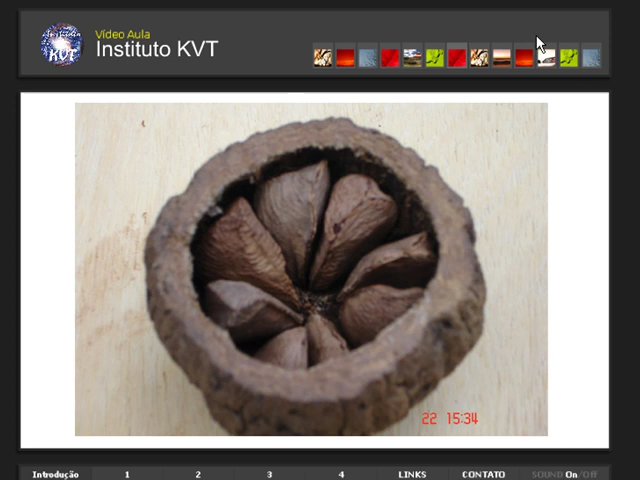 Vídeo Aula
Instituto KVT
KVT
22 15:34
Introdução 1 2 3 4 LINKS CONTATO SOUND On/Off